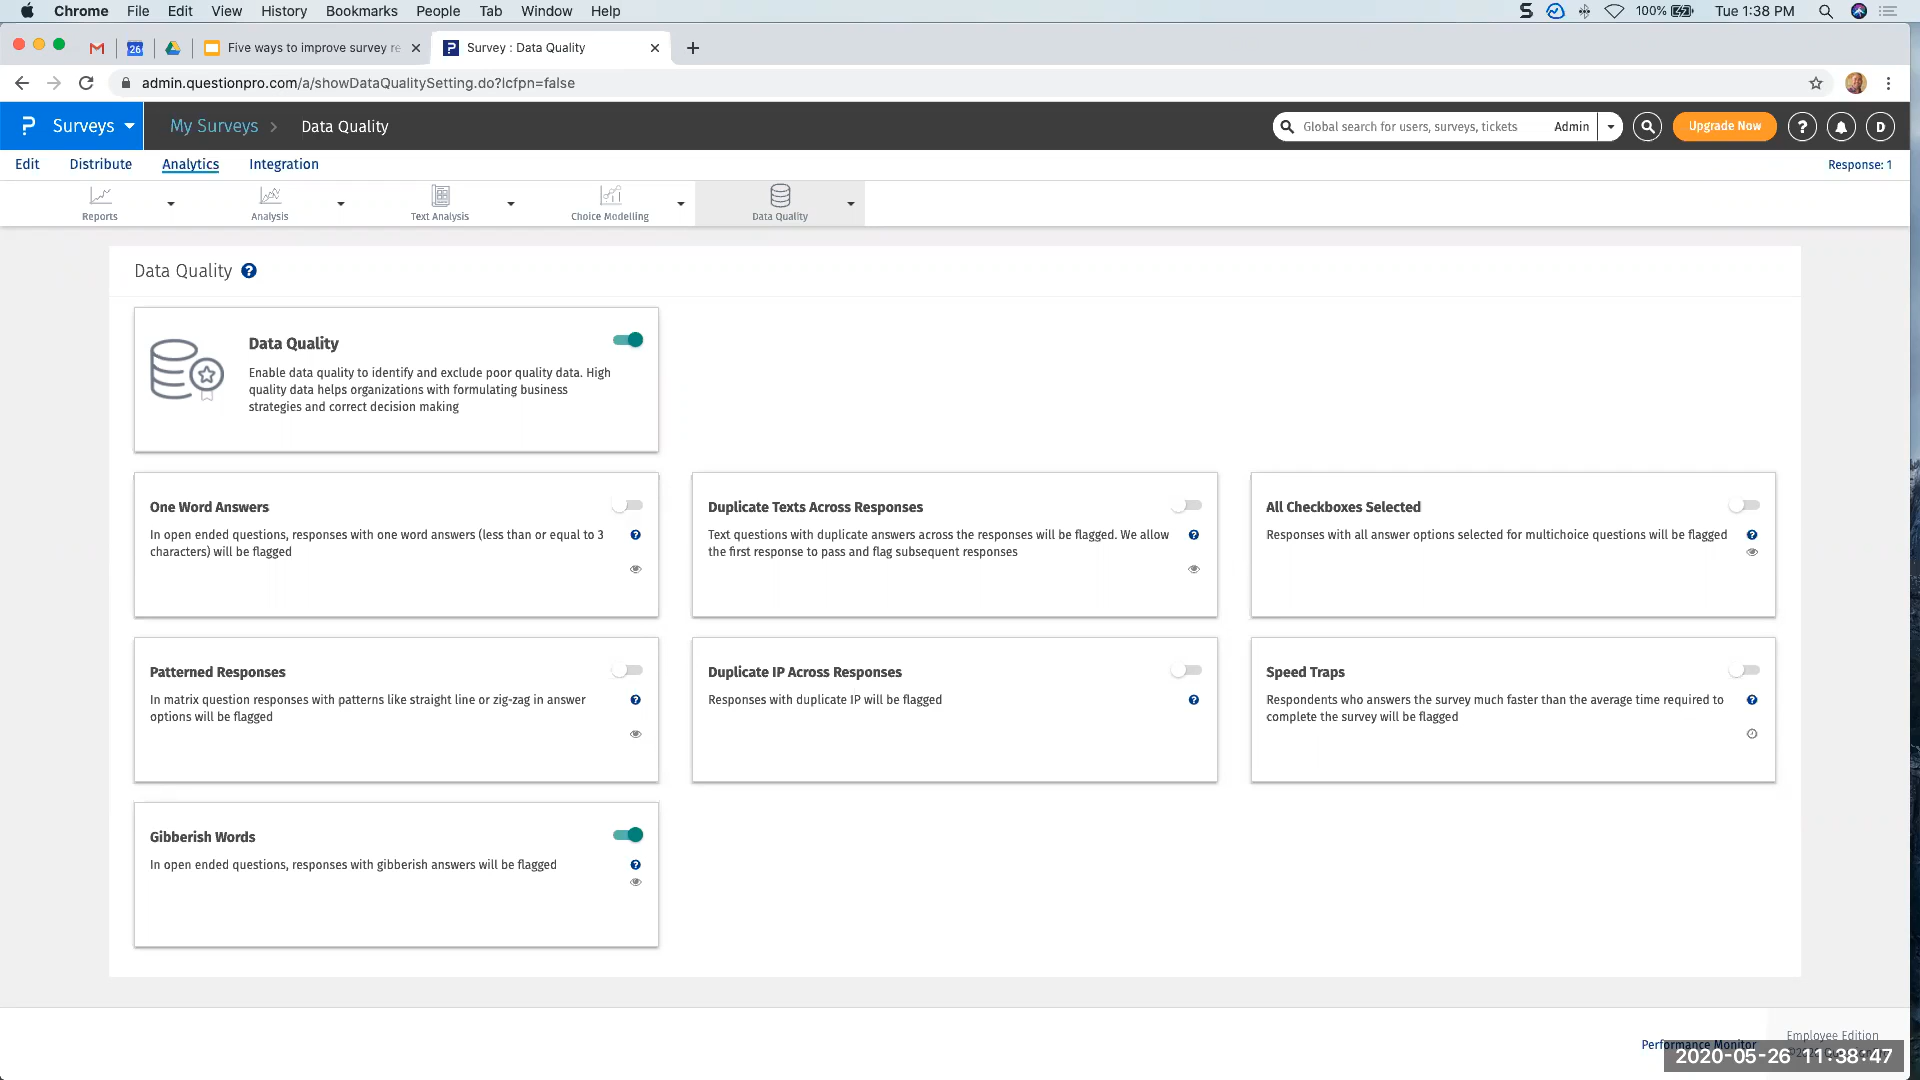 Chrome File Edit View History Bookmarks People Tab Window Help
S 100% Tue 1:38 PM
26 Five ways to improve survey re Survey : Data Quality
admin.questionpro.com/a/showDataQualitySetting.do?lcfpn=false
P Surveys My Surveys > Data Quality
Global search for users, surveys, tickets Admin Upgrade Now ? D
Edit Distribute Analytics Integration Response: 1
Reports Analysis Text Analysis Choice Modelling Data Quality
Data Quality ?
Data Quality
Enable data quality to identify and exclude poor quality data. High
quality data helps organizations with formulating business
strategies and correct decision making
One Word Answers
In open ended questions, responses with one word answers (less than or equal to 3
characters) will be flagged
Duplicate Texts Across Responses
Text questions with duplicate answers across the responses will be flagged. We allow
the first response to pass and flag subsequent responses
All Checkboxes Selected
Responses with all answer options selected for multichoice questions will be flagged
Patterned Responses
In matrix question responses with patterns like straight line or zig-zag in answer
options will be flagged
Duplicate IP Across Responses
Responses with duplicate IP will be flagged
Speed Traps
Respondents who answers the survey much faster than the average time required to
complete the survey will be flagged
Gibberish Words
In open ended questions, responses with gibberish answers will be flagged
Employee Edition
Performance Monitor
2020-05-26 11:38:47